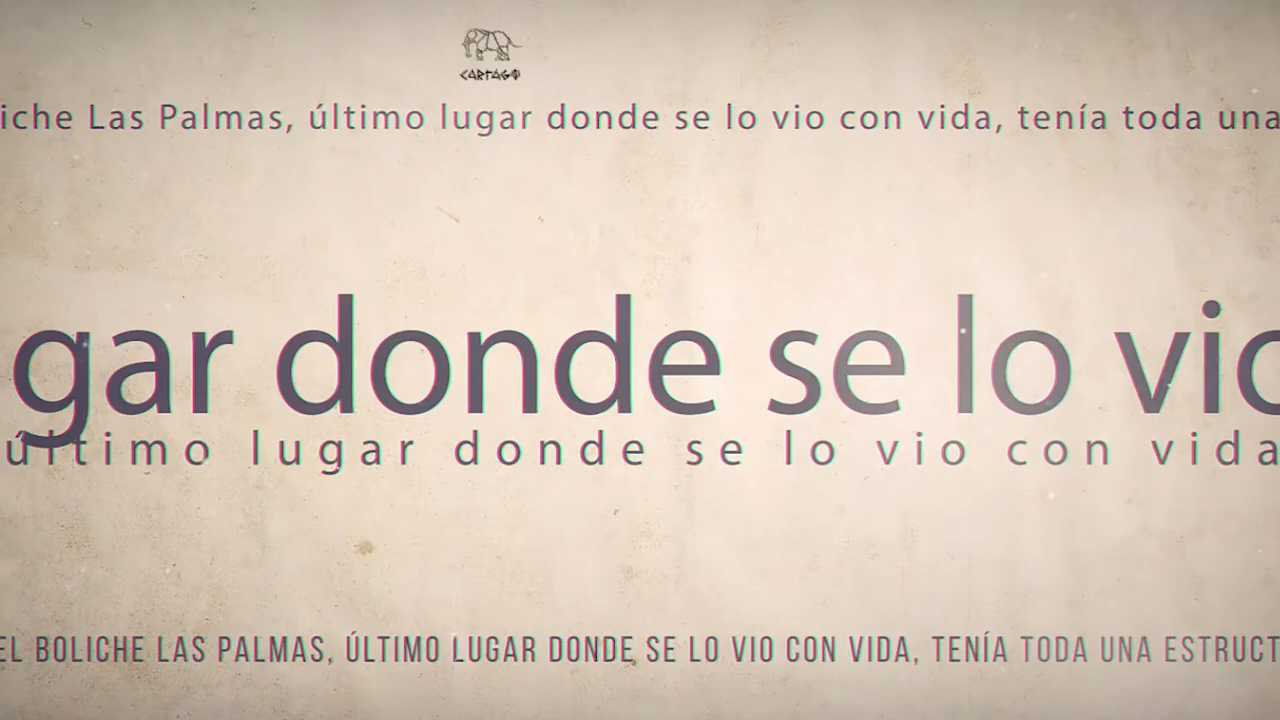 CARTAGO
iche Las Palmas, último lugar donde se lo vio con vida, tenía toda una
gar donde se lo vio
último lugar donde se lo vio con vida
EL BOLICHE LAS PALMAS, ÚLTIMO LUGAR DONDE SE LO VIO CON VIDA, TENÍA TODA UNA ESTRUCT